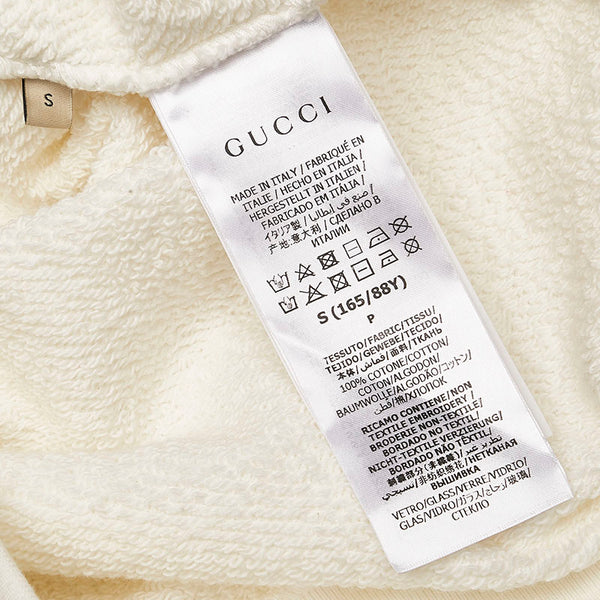 S
GUCCI
MADE IN ITALY / FABRIQUÉ EN
ITALIE / HECHO EN ITALIA /
HERGESTELLT IN ITALIEN /
FABRICADO EM ITÁLIA /
イタリア製 / صنع في إيطاليا /
产地:意大利 / СДЕЛАНО В
ИТАЛИИ
S (165/88Y)
P
TESSUTO/FABRIC/TISSU/
TEJIDO/GEWEBE/TECIDO/
本体/قماش/面料/ТКАНЬ
100% COTONE/COTTON/
COTON/ALGODON/
BAUMWOLLE/ALGODÃO/コットン/
قطن/棉/ХЛОПОК
RICAMO CONTIENE/NON
TEXTILE EMBROIDERY /
BRODERIE NON-TEXTILE/
BORDADO NO TEXTIL/
NICHT-TEXTILE VERZIERUNG/
BORDADO NÃO TÊXTIL/
刺繍部分(非繊維)/تطريز غير
نسيجي/非纺织绣花/НЕТКАНАЯ
ВЫШИВКА
VETRO/GLASS/VERRE/VIDRIO/
GLAS/VIDRO/ガラス/زجاج/玻璃/
СТЕКЛО